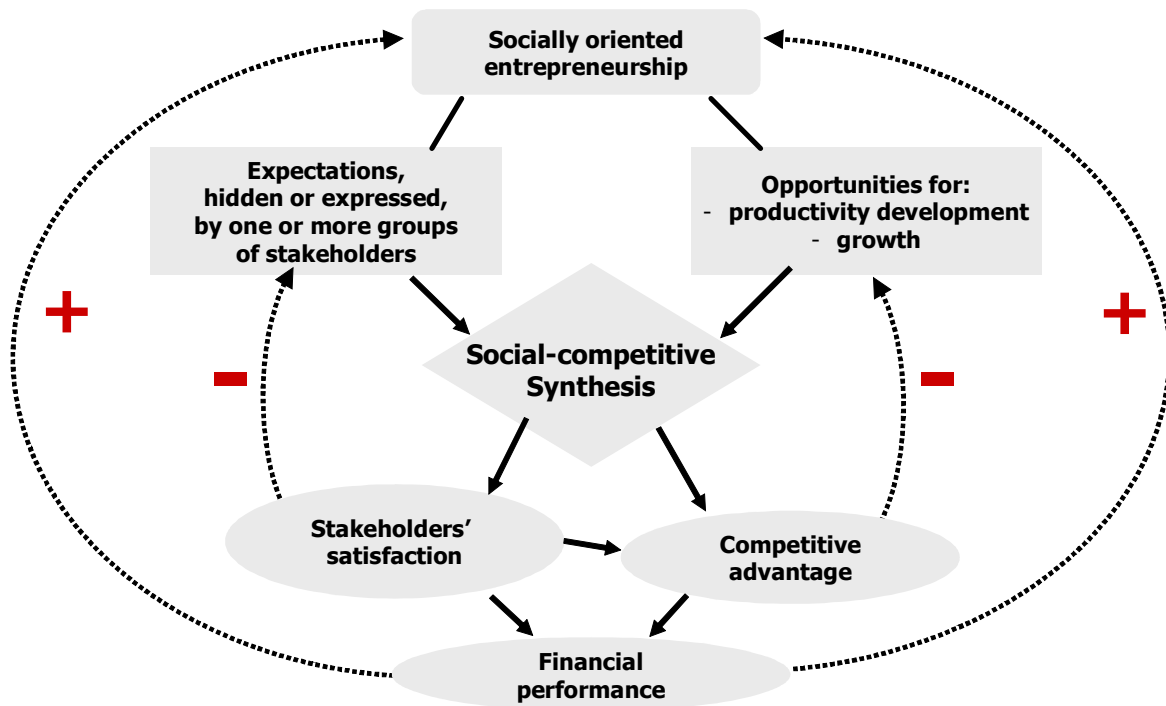 Socially oriented
entrepreneurship
Expectations,
hidden or expressed,
by one or more groups
of stakeholders
Opportunities for:
- productivity development
- growth
+
+
-
-
Social-competitive
Synthesis
Stakeholders’
satisfaction
Competitive
advantage
Financial
performance